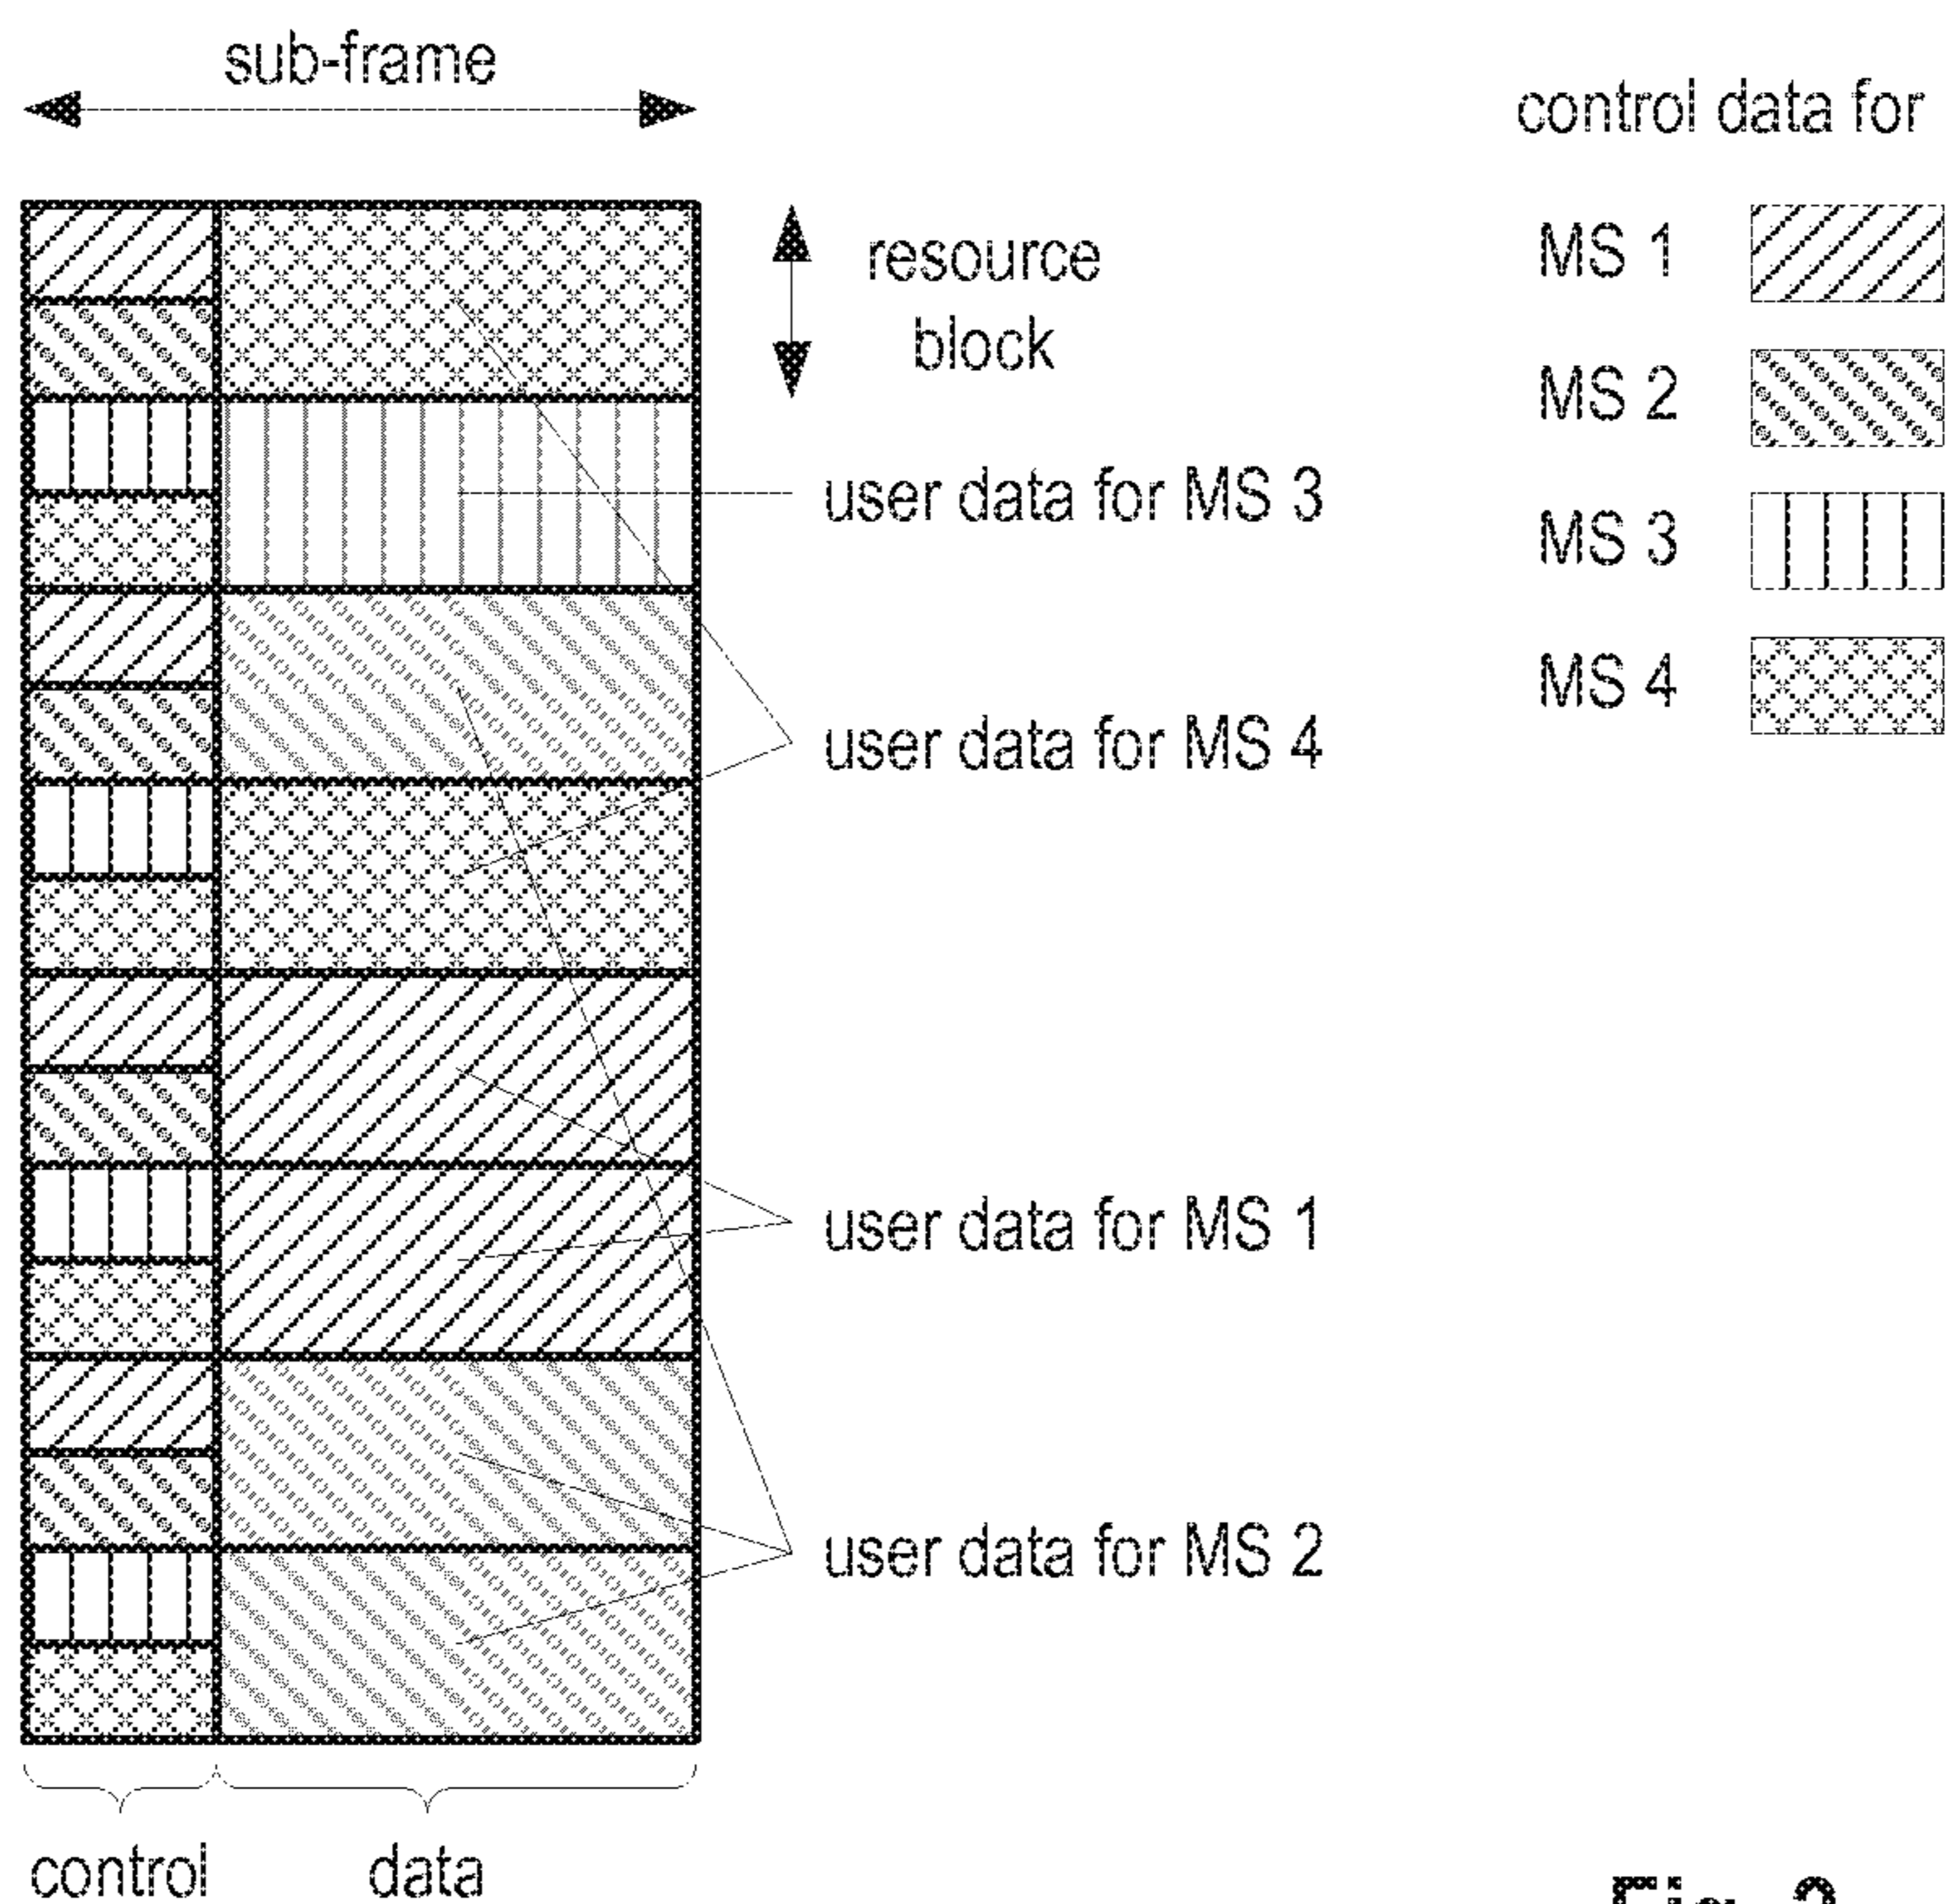 sub-frame
control data for
resource
block
MS 1
MS 2
MS 3
MS 4
user data for MS 3
user data for MS 4
user data for MS 1
user data for MS 2
control
data